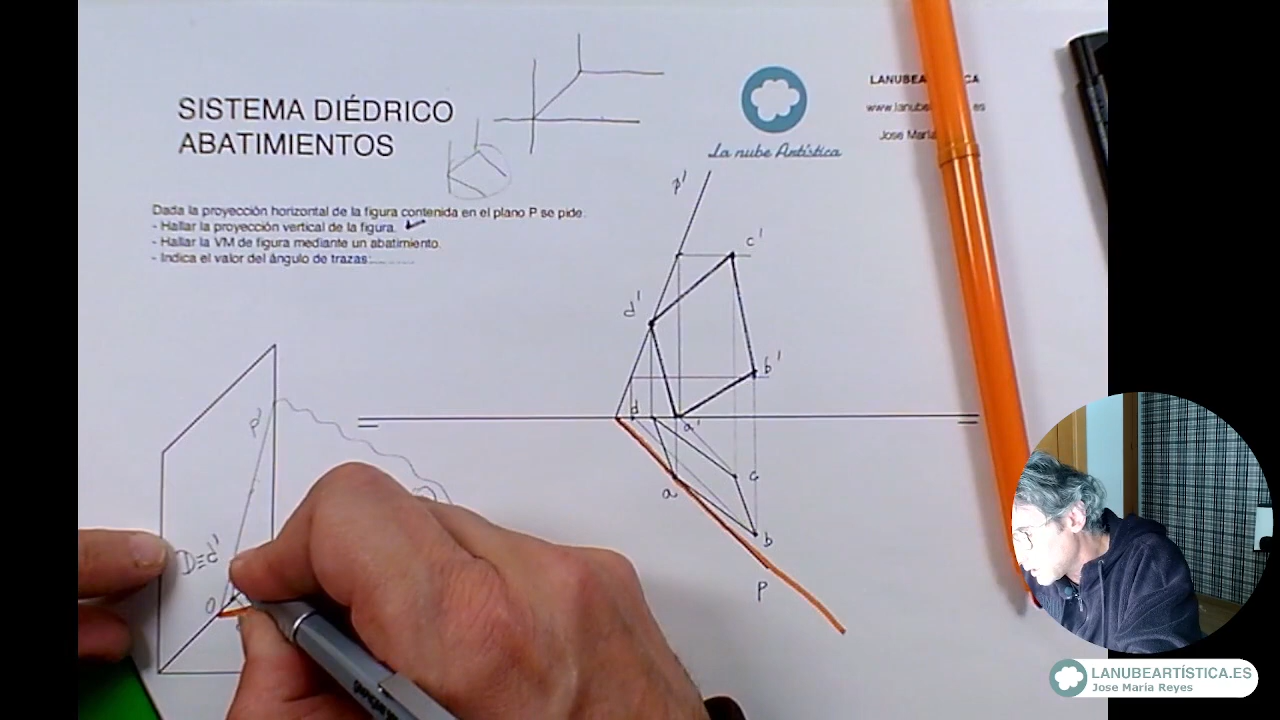 SISTEMA DIÉDRICO
ABATIMIENTOS
Dada la proyección horizontal de la figura contenida en el plano P se pide.
- Hallar la proyección vertical de la figura.
- Hallar la VM de figura mediante un abatimiento.
- Indica el valor del ángulo de trazas:..............
La nube Artística
LANUBEA
CA
www.lanube
es
Jose María
p'
c'
d'
b'
d
a'
c
a
b
P
p'
D≡d'
O
LANUBEARTÍSTICA.ES
Jose María Reyes